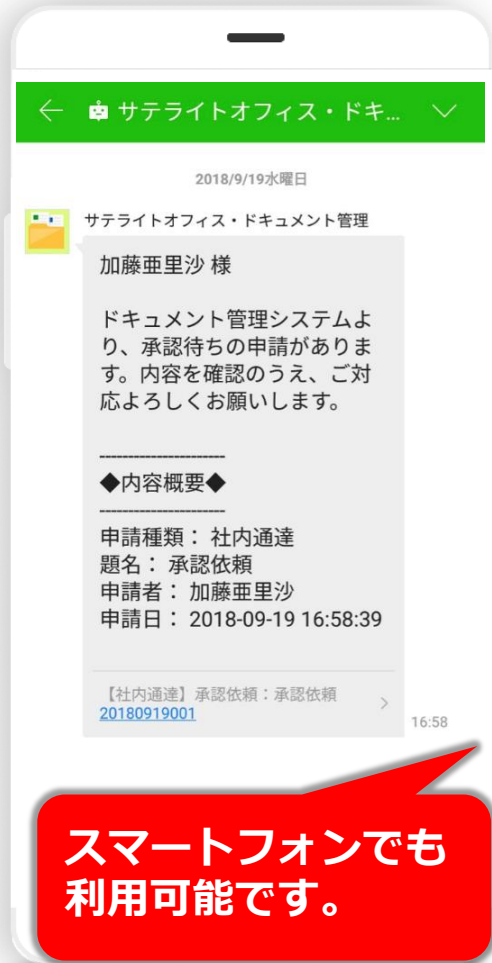 サテライトオフィス・ドキ...
2018/9/19水曜日
サテライトオフィス・ドキュメント管理
加藤亜里沙 様
ドキュメント管理システムよ
り、承認待ちの申請がありま
す。内容を確認のうえ、ご対
応よろしくお願いします。
----------------------
◆内容概要◆
----------------------
申請種類： 社内通達
題名： 承認依頼
申請者： 加藤亜里沙
申請日： 2018-09-19 16:58:39
【社内通達】承認依頼：承認依頼
20180919001
16:58
スマートフォンでも
利用可能です。